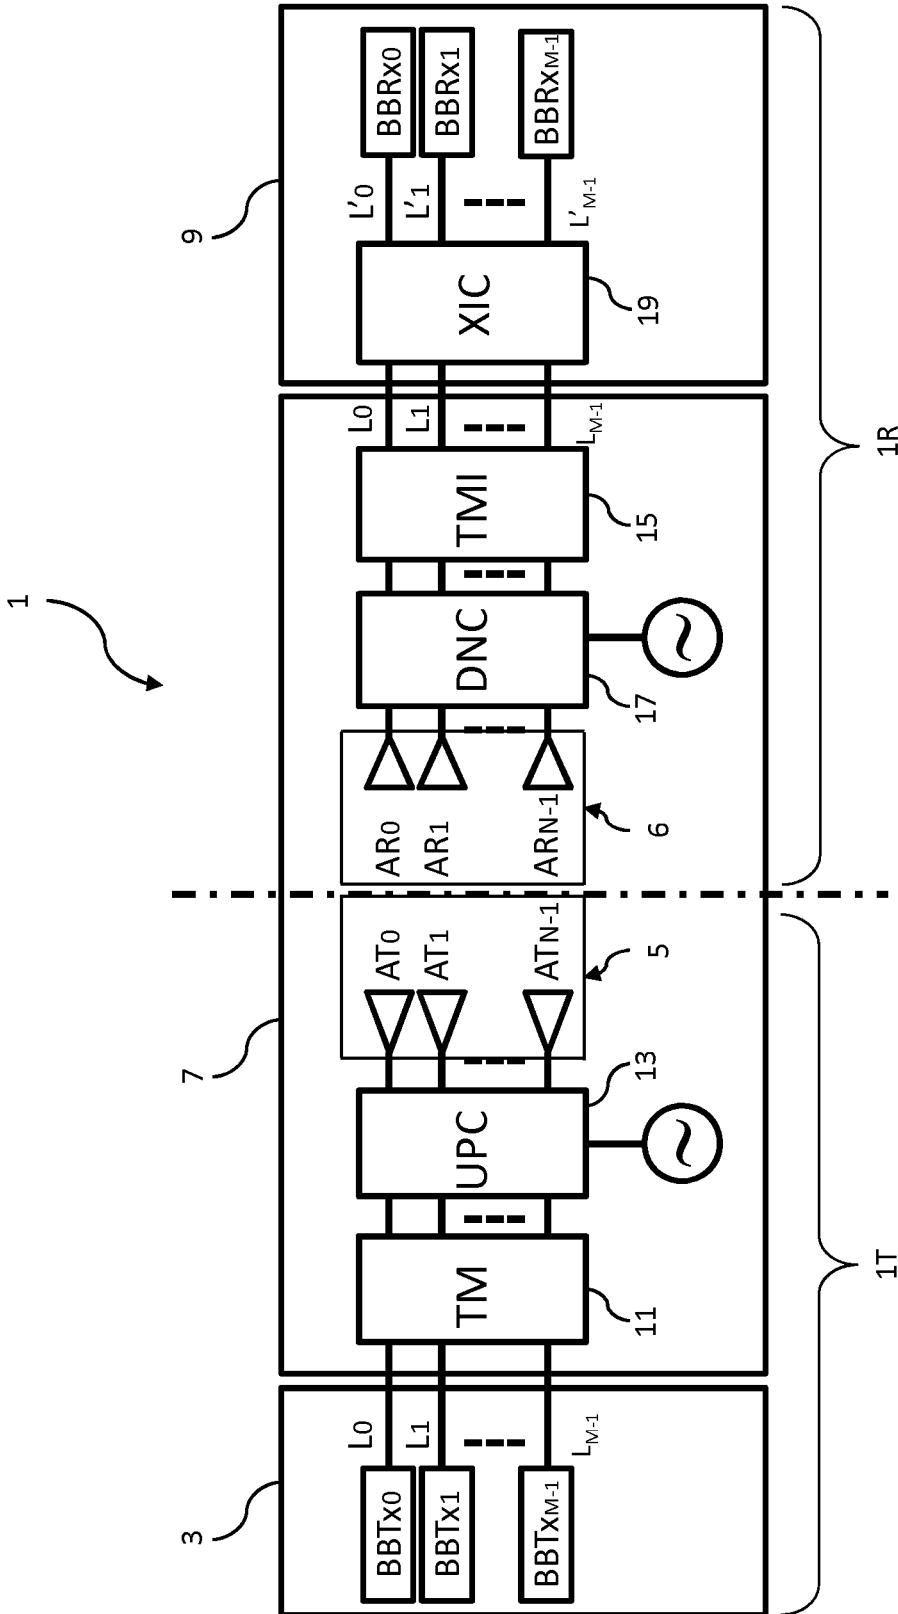 1
3
7
9
BBTx0
BBTx1
BBTxM-1
L0
L1
LM-1
TM
11
UPC
13
~
AT0
AT1
ATN-1
5
AR0
AR1
ARN-1
6
DNC
17
~
TMI
15
L0
L1
LM-1
XIC
19
L'0
L'1
L'M-1
BBRx0
BBRx1
BBRxM-1
1T
1R